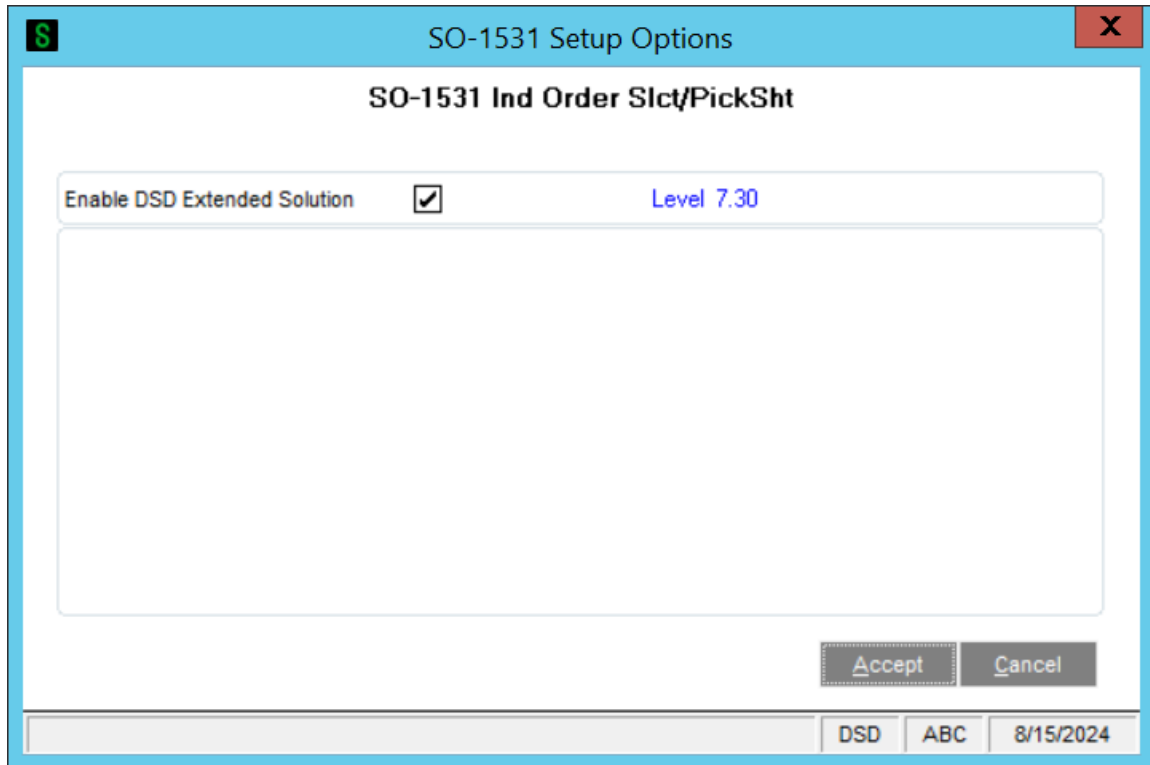 S
SO-1531 Setup Options
X
SO-1531 Ind Order Slct/PickSht
Enable DSD Extended Solution Level 7.30
Accept Cancel
DSD ABC 8/15/2024